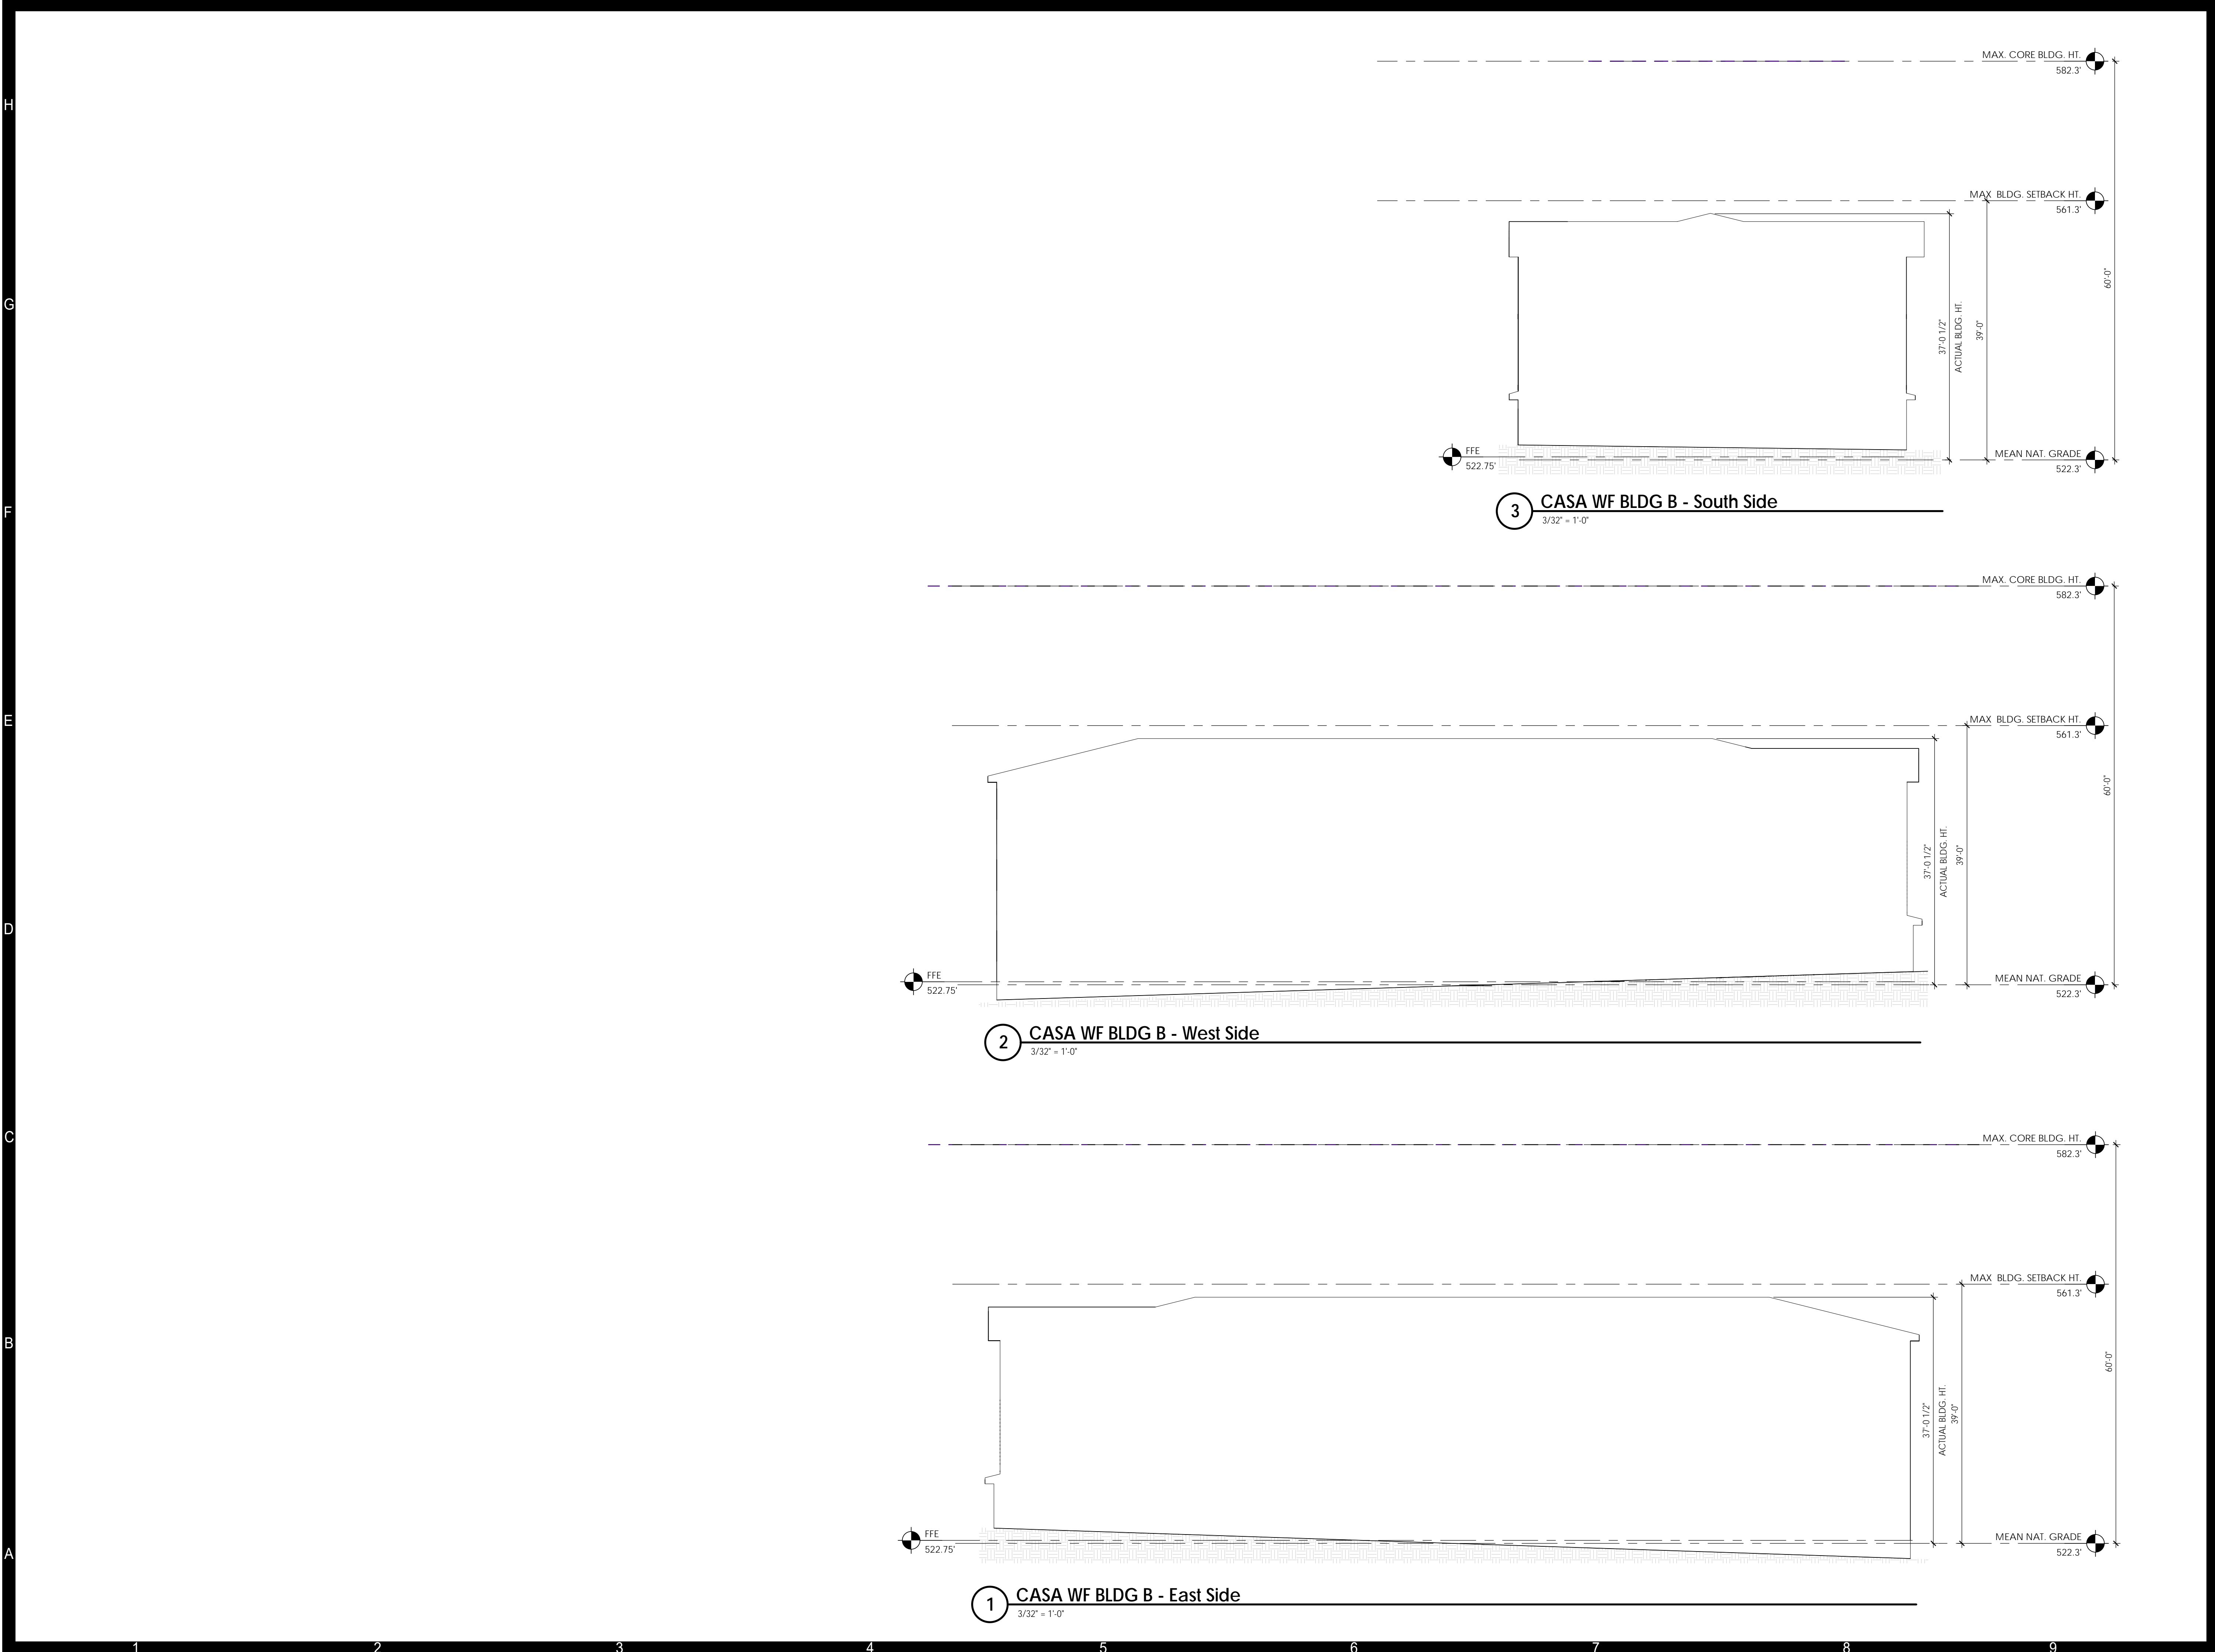 MAX. CORE BLDG. HT.
582.3'
H
MAX BLDG. SETBACK HT.
561.3'
60'-0"
G
37'-0 1/2"
ACTUAL BLDG. HT.
39'-0"
FFE
522.75'
MEAN NAT. GRADE
522.3'
3
CASA WF BLDG B - South Side
3/32" = 1'-0"
F
MAX. CORE BLDG. HT.
582.3'
E
MAX BLDG. SETBACK HT.
561.3'
60'-0"
37'-0 1/2"
ACTUAL BLDG. HT.
39'-0"
D
FFE
522.75'
MEAN NAT. GRADE
522.3'
2
CASA WF BLDG B - West Side
3/32" = 1'-0"
C
MAX. CORE BLDG. HT.
582.3'
MAX BLDG. SETBACK HT.
561.3'
B
60'-0"
37'-0 1/2"
ACTUAL BLDG. HT.
39'-0"
FFE
522.75'
MEAN NAT. GRADE
522.3'
A
1
CASA WF BLDG B - East Side
3/32" = 1'-0"
1 2 3 4 5 6 7 8 9